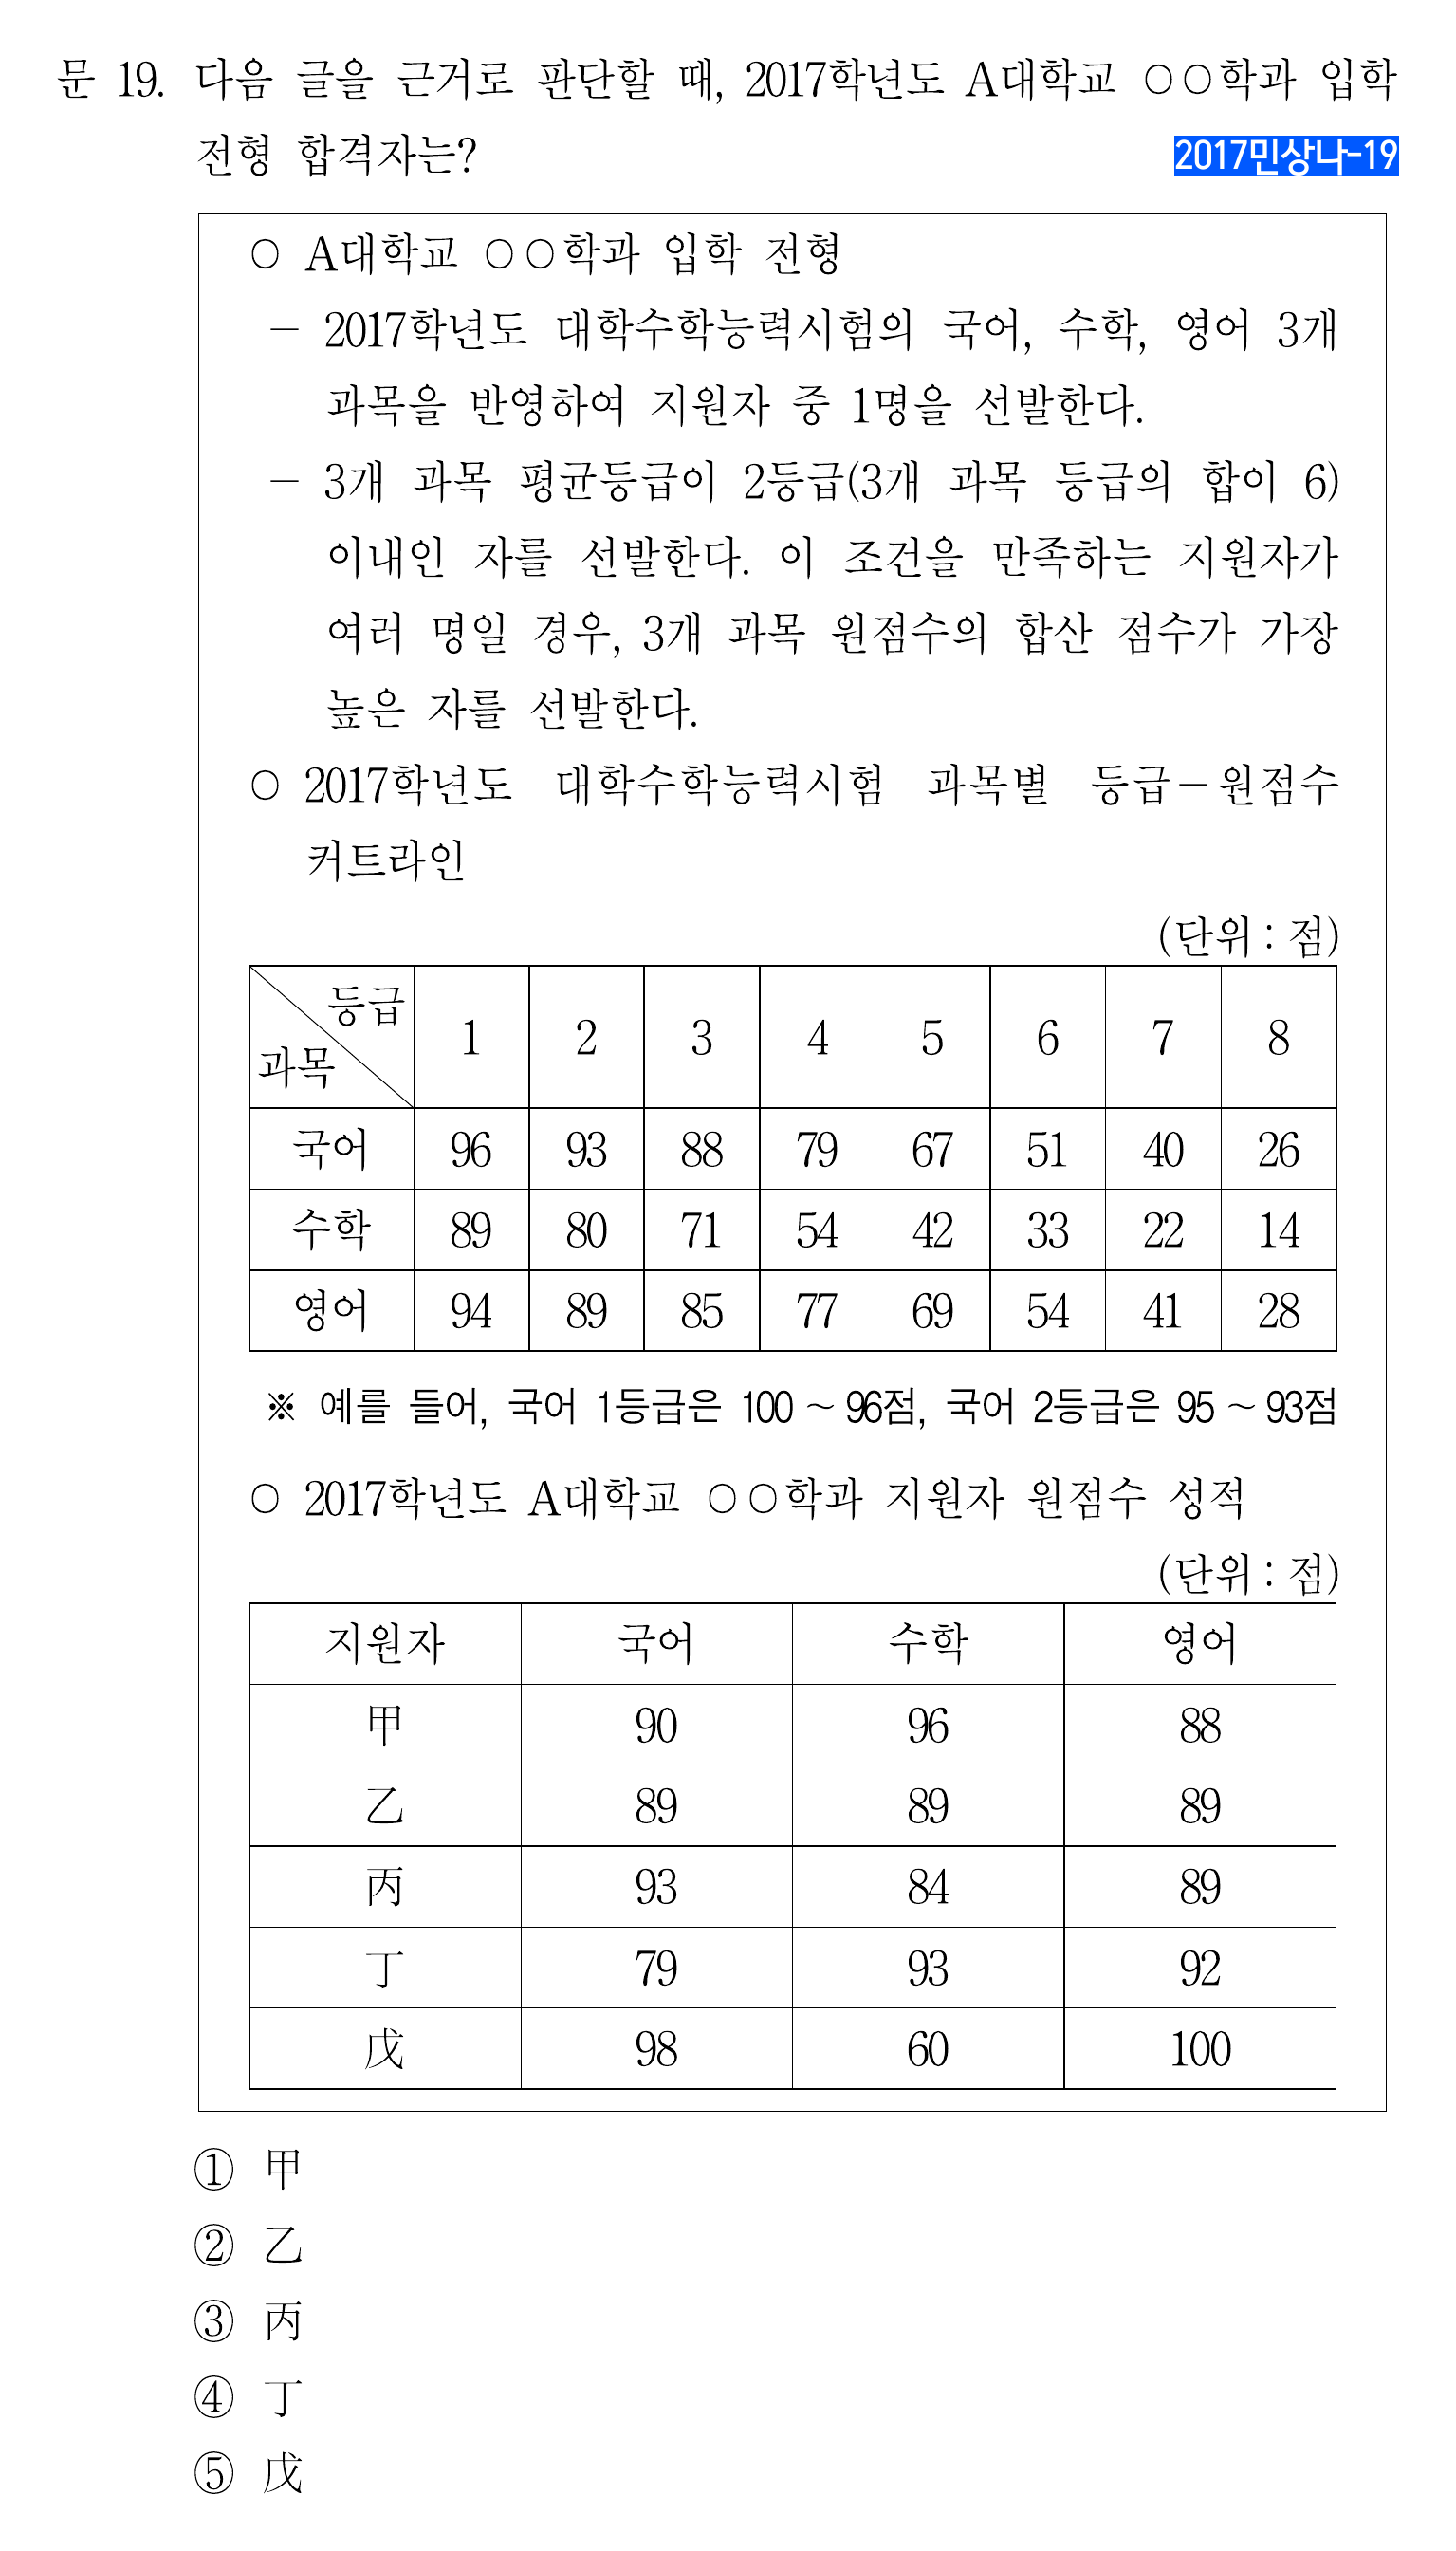 문 19. 다음 글을 근거로 판단할 때, 2017학년도 A대학교 ○○학과 입학
전형 합격자는?
2017민상나-19
○ A대학교 ○○학과 입학 전형
－ 2017학년도 대학수학능력시험의 국어, 수학, 영어 3개
과목을 반영하여 지원자 중 1명을 선발한다.
－ 3개 과목 평균등급이 2등급(3개 과목 등급의 합이 6)
이내인 자를 선발한다. 이 조건을 만족하는 지원자가
여러 명일 경우, 3개 과목 원점수의 합산 점수가 가장
높은 자를 선발한다.
○ 2017학년도 대학수학능력시험 과목별 등급－원점수
커트라인
(단위 : 점)
등급
과목 1 2 3 4 5 6 7 8
국어 96 93 88 79 67 51 40 26
수학 89 80 71 54 42 33 22 14
영어 94 89 85 77 69 54 41 28
※ 예를 들어, 국어 1등급은 100 ~ 96점, 국어 2등급은 95 ~ 93점
○ 2017학년도 A대학교 ○○학과 지원자 원점수 성적
(단위 : 점)
지원자 국어 수학 영어
甲 90 96 88
乙 89 89 89
丙 93 84 89
丁 79 93 92
戊 98 60 100
① 甲
② 乙
③ 丙
④ 丁
⑤ 戊